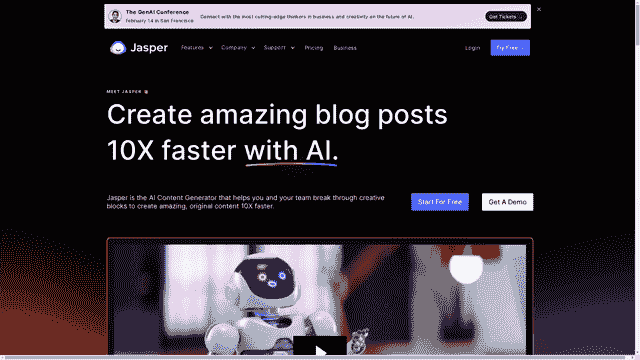 The GenAI Conference
February 14 in San Francisco
Connect with the most cutting-edge thinkers in business and creativity on the future of AI.
Get Tickets →
Jasper
Features
Company
Support
Pricing
Business
Login
Try Free →
MEET JASPER
Create amazing blog posts
10X faster with AI.
Jasper is the AI Content Generator that helps you and your team break through creative
blocks to create amazing, original content 10X faster.
Start For Free
Get A Demo